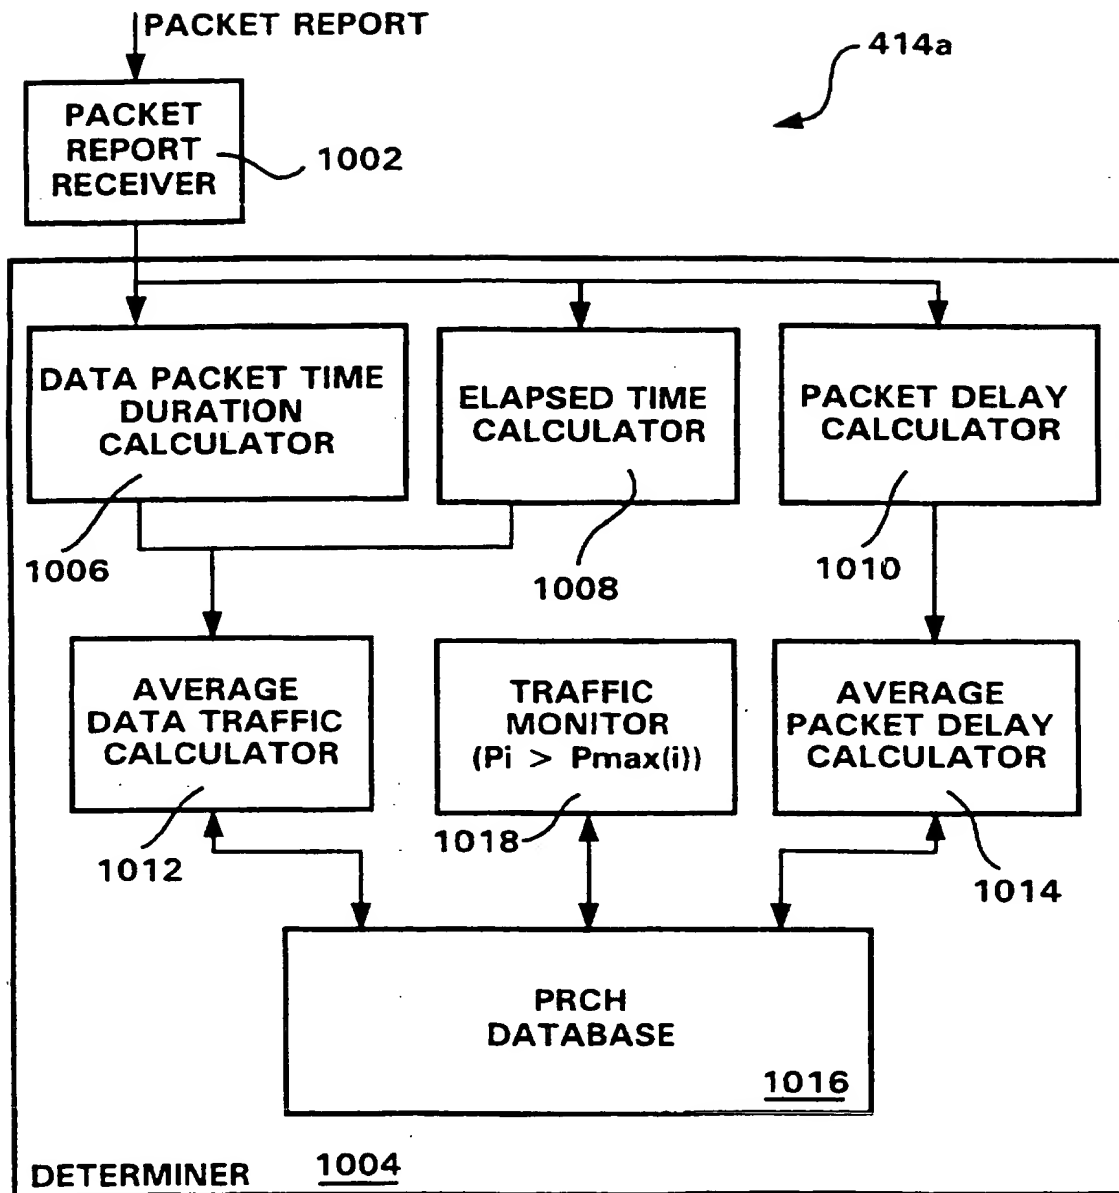 PACKET REPORT
414a
PACKET
REPORT
RECEIVER
1002
DATA PACKET TIME
DURATION
CALCULATOR
1006
ELAPSED TIME
CALCULATOR
1008
PACKET DELAY
CALCULATOR
1010
AVERAGE
DATA TRAFFIC
CALCULATOR
1012
TRAFFIC
MONITOR
(Pi > Pmax(i))
1018
AVERAGE
PACKET DELAY
CALCULATOR
1014
PRCH
DATABASE
1016
DETERMINER 1004